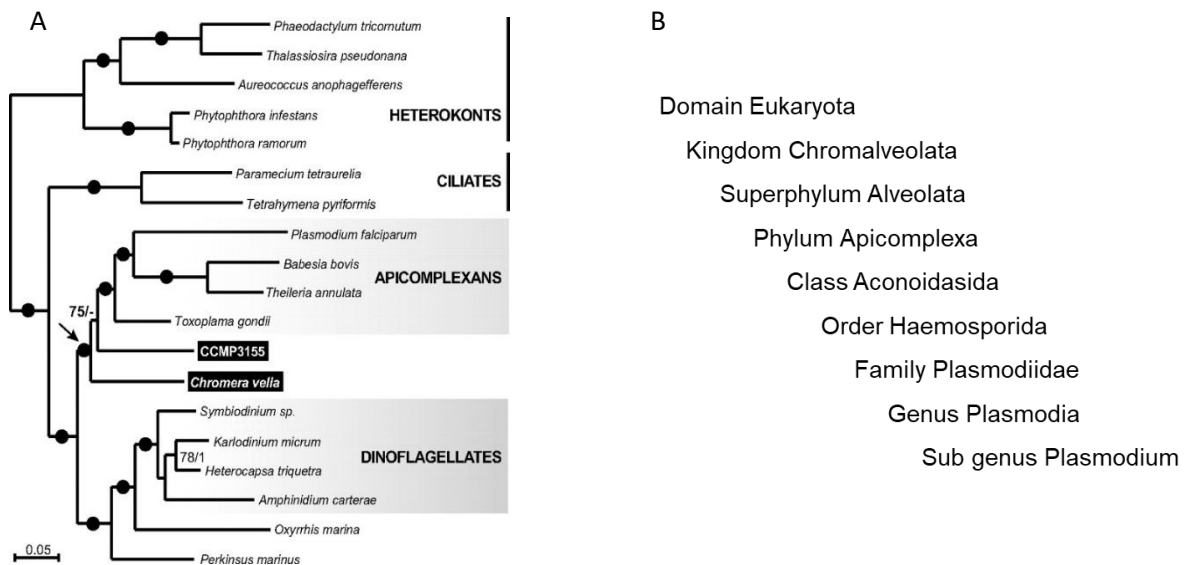 A
Phaeodactylum tricornutum
Thalassiosira pseudonana
Aureococcus anophagefferens
Phytophthora infestans
HETEROKONTS
Phytophthora ramorum
Paramecium tetraurelia
CILIATES
Tetrahymena pyriformis
Plasmodium falciparum
Babesia bovis
APICOMPLEXANS
Theileria annulata
75/-
Toxoplama gondii
CCMP3155
Chromera velia
Symbiodinium sp.
Karlodinium micrum
78/1
DINOFLAGELLATES
Heterocapsa triquetra
Amphidinium carterae
Oxyrrhis marina
0.05
Perkinsus marinus
B
Domain Eukaryota
Kingdom Chromalveolata
Superphylum Alveolata
Phylum Apicomplexa
Class Aconoidasida
Order Haemosporida
Family Plasmodiidae
Genus Plasmodia
Sub genus Plasmodium